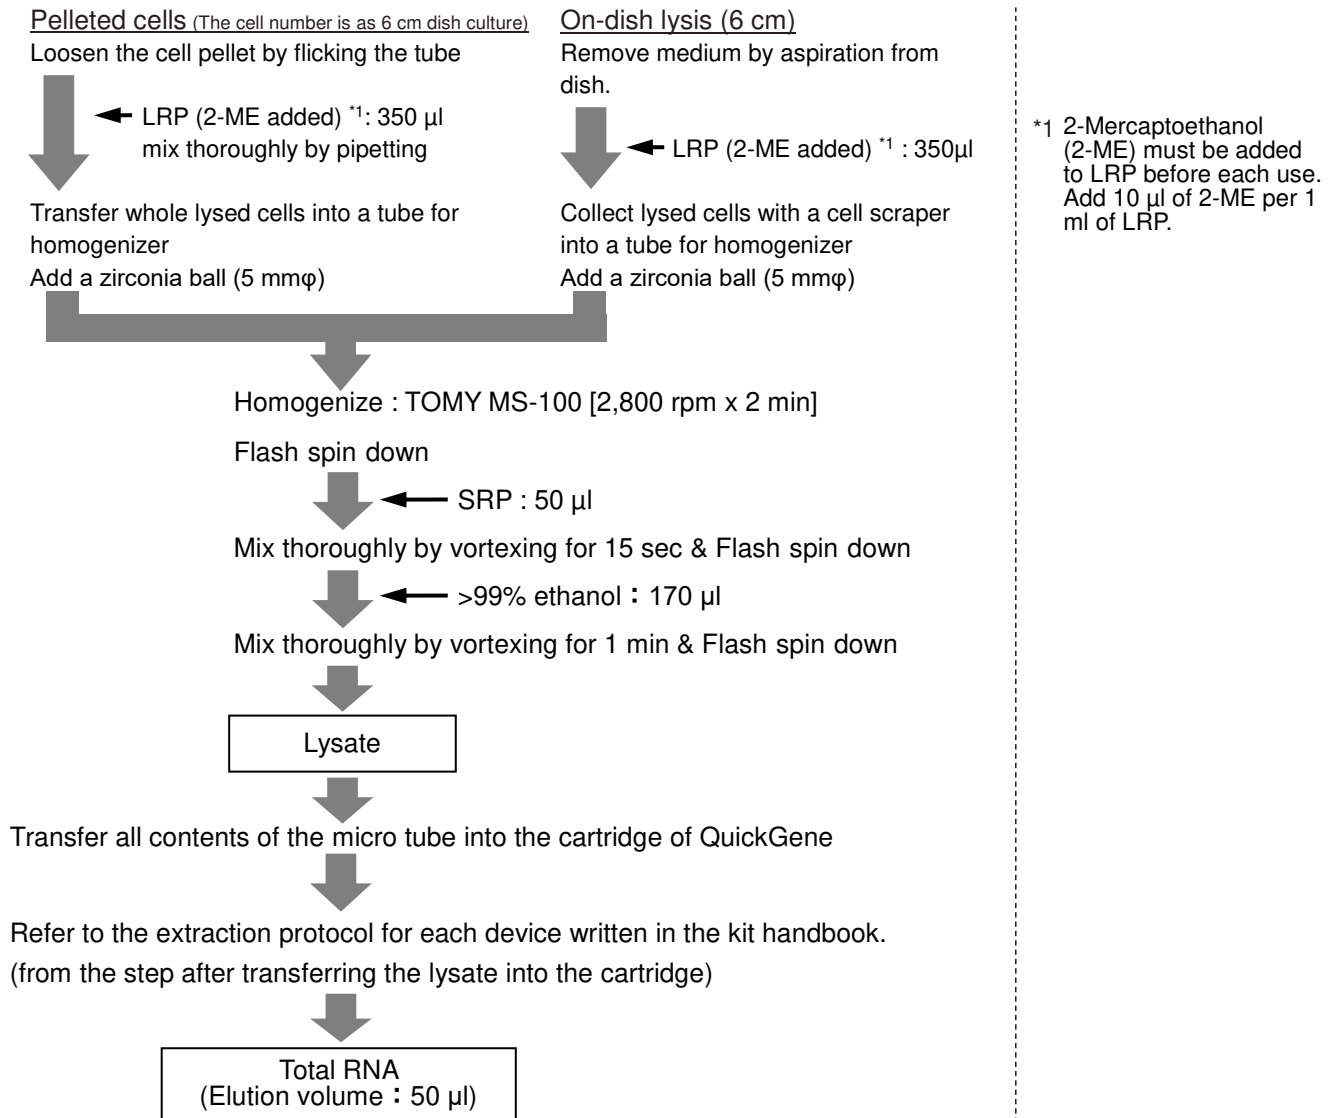 Pelleted cells (The cell number is as 6 cm dish culture)
Loosen the cell pellet by flicking the tube
LRP (2-ME added) *1: 350 µl
mix thoroughly by pipetting
Transfer whole lysed cells into a tube for
homogenizer
Add a zirconia ball (5 mmφ)
On-dish lysis (6 cm)
Remove medium by aspiration from
dish.
LRP (2-ME added) *1 : 350µl
Collect lysed cells with a cell scraper
into a tube for homogenizer
Add a zirconia ball (5 mmφ)
*1 2-Mercaptoethanol
(2-ME) must be added
to LRP before each use.
Add 10 µl of 2-ME per 1
ml of LRP.
Homogenize : TOMY MS-100 [2,800 rpm x 2 min]
Flash spin down
SRP : 50 µl
Mix thoroughly by vortexing for 15 sec & Flash spin down
>99% ethanol：170 µl
Mix thoroughly by vortexing for 1 min & Flash spin down
Lysate
Transfer all contents of the micro tube into the cartridge of QuickGene
Refer to the extraction protocol for each device written in the kit handbook.
(from the step after transferring the lysate into the cartridge)
Total RNA
(Elution volume：50 µl)